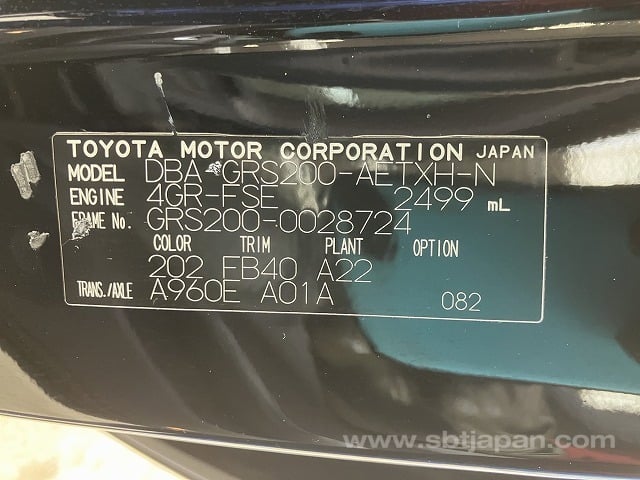 TOYOTA MOTOR CORPORATION JAPAN
MODEL DBA-GRS200-AETXH-N
ENGINE 4GR-FSE 2499 mL
FRAME No. GRS200-0028724
COLOR TRIM PLANT OPTION
202 FB40 A22
TRANS./AXLE A960E A01A 082
www.sbtjapan.com